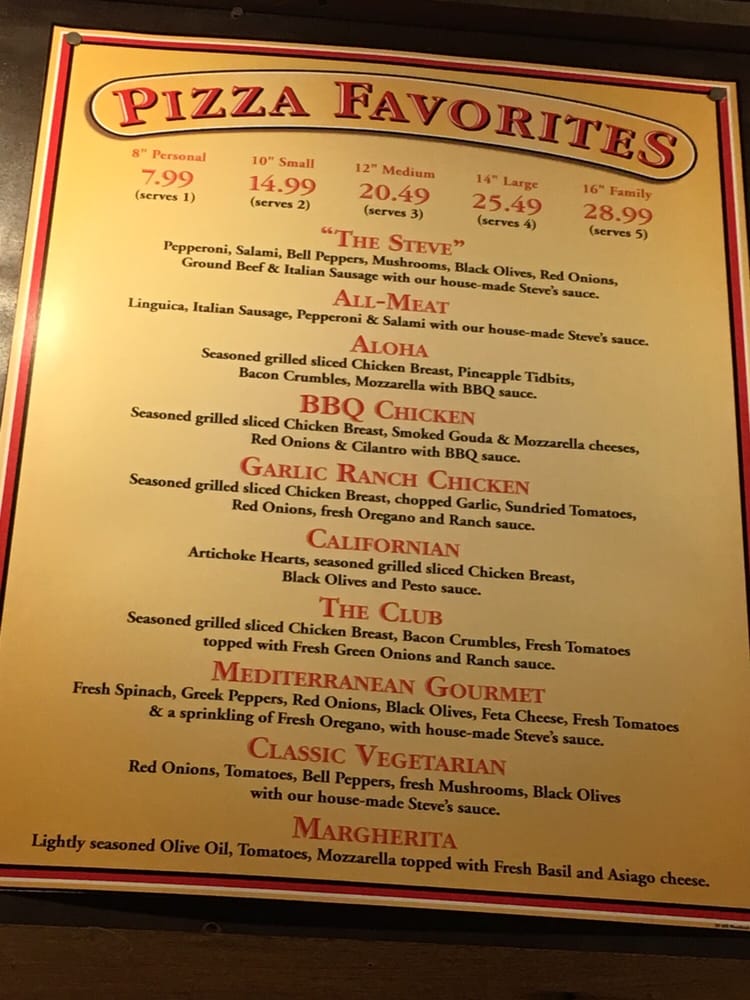 PIZZA FAVORITES
8" Personal 10" Small 12" Medium 14" Large 16" Family
7.99 14.99 20.49 25.49 28.99
(serves 1) (serves 2) (serves 3) (serves 4) (serves 5)
"THE STEVE"
Pepperoni, Salami, Bell Peppers, Mushrooms, Black Olives, Red Onions,
Ground Beef & Italian Sausage with our house-made Steve's sauce.
ALL-MEAT
Linguica, Italian Sausage, Pepperoni & Salami with our house-made Steve's sauce.
ALOHA
Seasoned grilled sliced Chicken Breast, Pineapple Tidbits,
Bacon Crumbles, Mozzarella with BBQ sauce.
BBQ CHICKEN
Seasoned grilled sliced Chicken Breast, Smoked Gouda & Mozzarella cheeses,
Red Onions & Cilantro with BBQ sauce.
GARLIC RANCH CHICKEN
Seasoned grilled sliced Chicken Breast, chopped Garlic, Sundried Tomatoes,
Red Onions, fresh Oregano and Ranch sauce.
CALIFORNIAN
Artichoke Hearts, seasoned grilled sliced Chicken Breast,
Black Olives and Pesto sauce.
THE CLUB
Seasoned grilled sliced Chicken Breast, Bacon Crumbles, Fresh Tomatoes
topped with Fresh Green Onions and Ranch sauce.
MEDITERRANEAN GOURMET
Fresh Spinach, Greek Peppers, Red Onions, Black Olives, Feta Cheese, Fresh Tomatoes
& a sprinkling of Fresh Oregano, with house-made Steve's sauce.
CLASSIC VEGETARIAN
Red Onions, Tomatoes, Bell Peppers, fresh Mushrooms, Black Olives
with our house-made Steve's sauce.
MARGHERITA
Lightly seasoned Olive Oil, Tomatoes, Mozzarella topped with Fresh Basil and Asiago cheese.